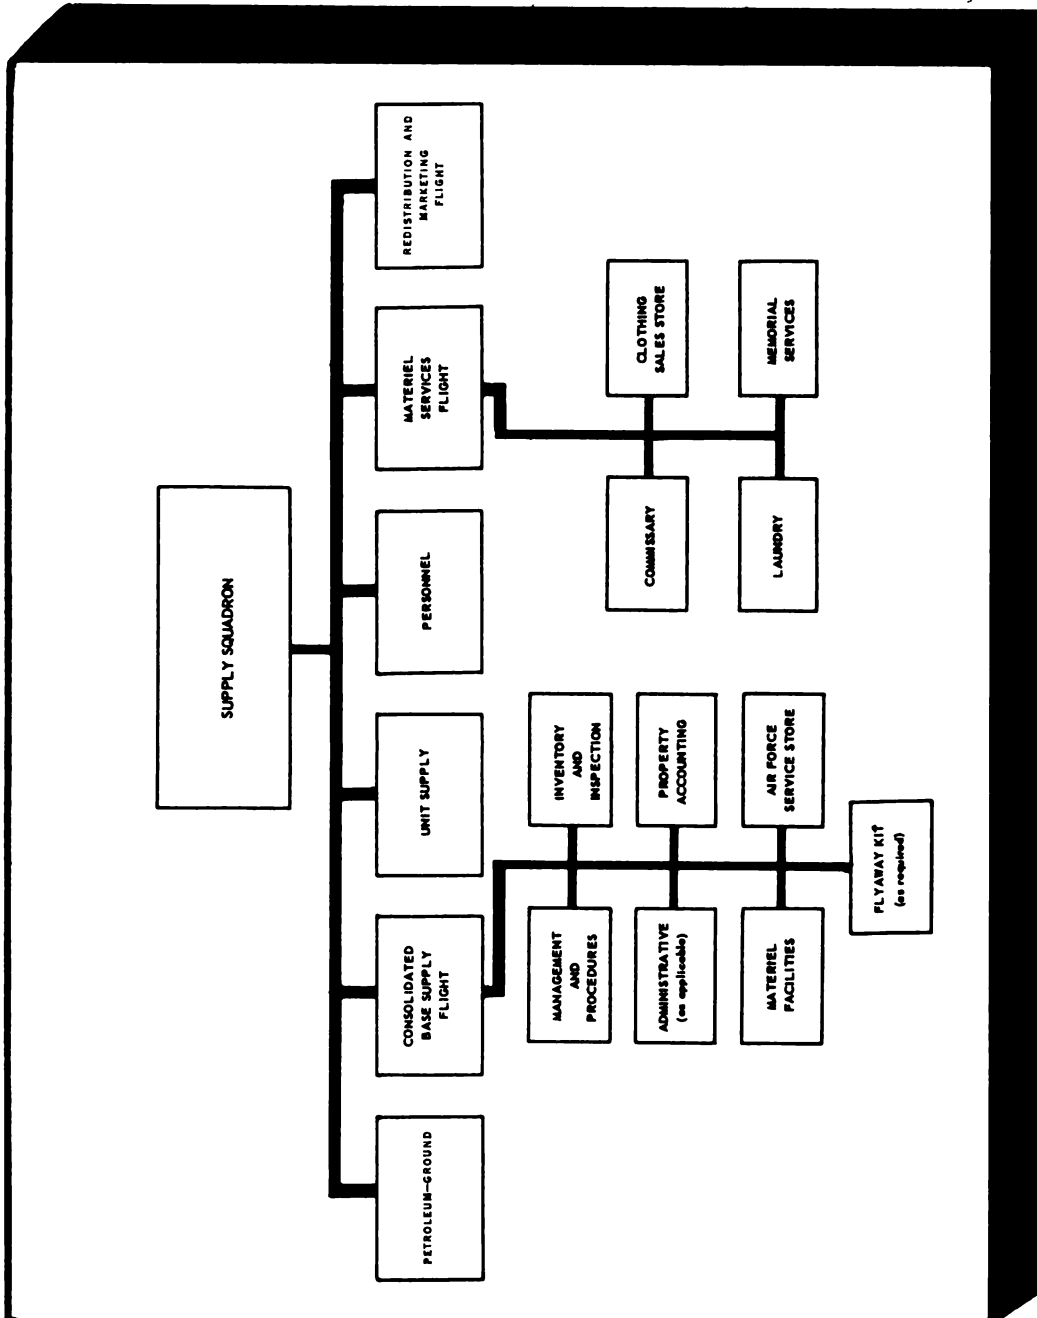 SUPPLY SQUADRON
PETROLEUM—GROUND
CONSOLIDATED
BASE SUPPLY
FLIGHT
UNIT SUPPLY
PERSONNEL
MATERIEL
SERVICES
FLIGHT
REDISTRIBUTION AND
MARKETING
FLIGHT
MANAGEMENT
AND
PROCEDURES
INVENTORY
AND
INSPECTION
ADMINISTRATIVE
(as applicable)
PROPERTY
ACCOUNTING
MATERIEL
FACILITIES
AIR FORCE
SERVICE STORE
FLYAWAY KIT
(as required)
COMMISSARY
CLOTHING
SALES STORE
LAUNDRY
MEMORIAL
SERVICES